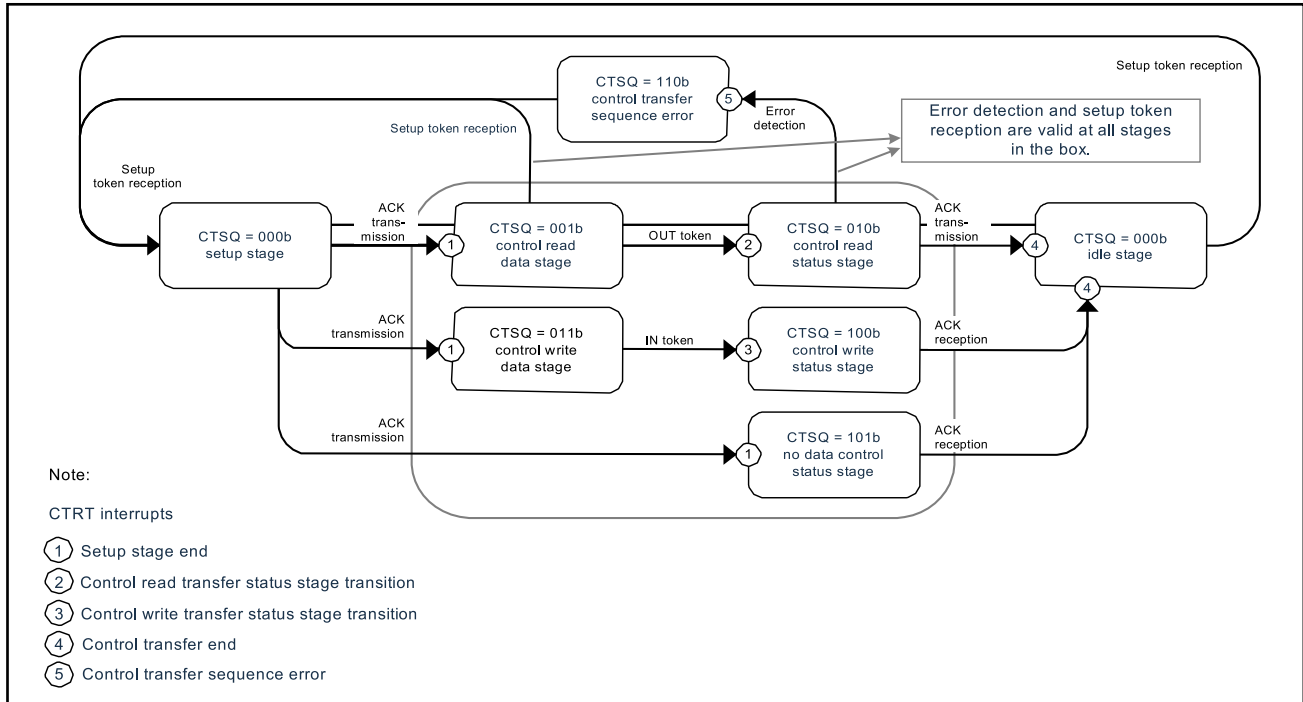 Setup token reception
CTSQ = 110b
control transfer
sequence error
5
Error
detection
Setup token reception
Error detection and setup token
reception are valid at all stages
in the box.
Setup
token reception
CTSQ = 000b
setup stage
ACK
trans-
mission
1
CTSQ = 001b
control read
data stage
OUT token
2
CTSQ = 010b
control read
status stage
ACK
trans-
mission
4
CTSQ = 000b
idle stage
4
ACK
transmission
1
CTSQ = 011b
control write
data stage
IN token
3
CTSQ = 100b
control write
status stage
ACK
reception
ACK
transmission
1
CTSQ = 101b
no data control
status stage
ACK
reception
Note:
CTRT interrupts
1 Setup stage end
2 Control read transfer status stage transition
3 Control write transfer status stage transition
4 Control transfer end
5 Control transfer sequence error